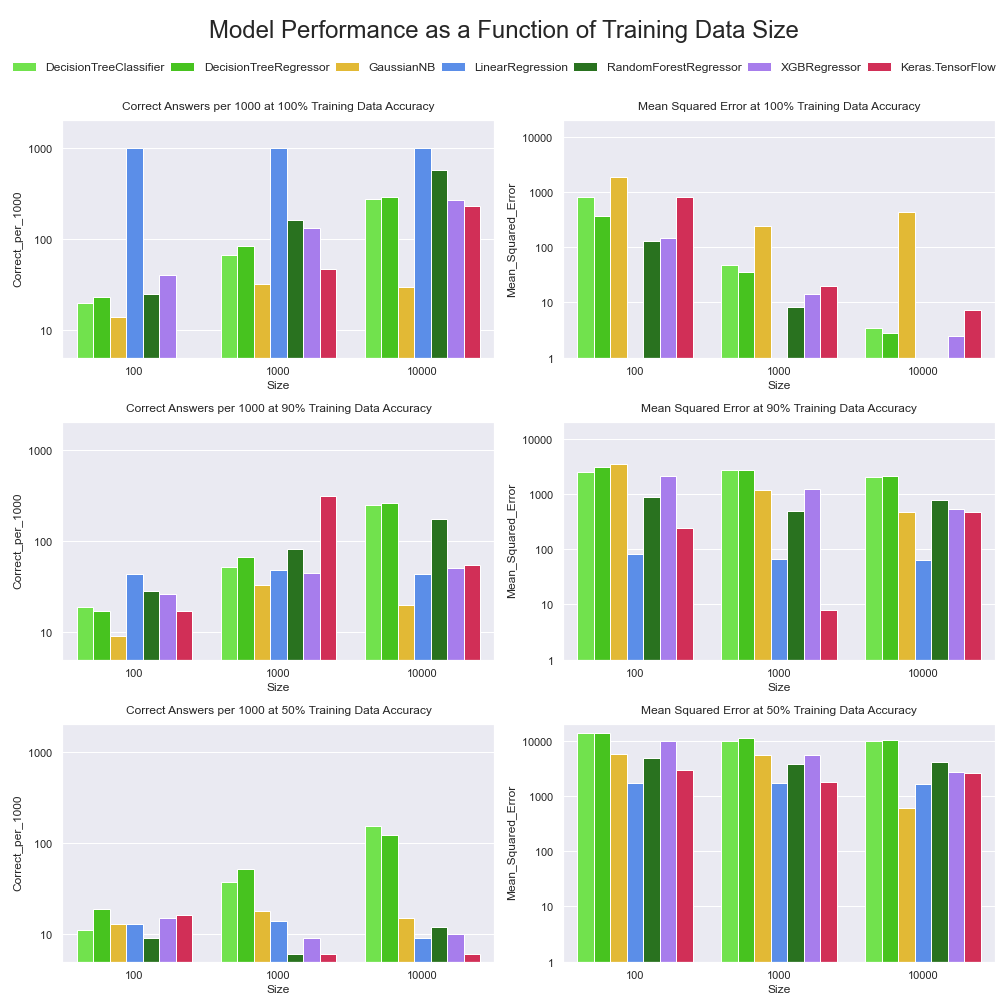 Model Performance as a Function of Training Data Size
DecisionTreeClassifier DecisionTreeRegressor GaussianNB LinearRegression RandomForestRegressor XGBRegressor Keras.TensorFlow
Correct Answers per 1000 at 100% Training Data Accuracy
Correct_per_1000
1000
100
10
100 1000 10000
Size
Mean Squared Error at 100% Training Data Accuracy
Mean_Squared_Error
10000
1000
100
10
1
100 1000 10000
Size
Correct Answers per 1000 at 90% Training Data Accuracy
Correct_per_1000
1000
100
10
100 1000 10000
Size
Mean Squared Error at 90% Training Data Accuracy
Mean_Squared_Error
10000
1000
100
10
1
100 1000 10000
Size
Correct Answers per 1000 at 50% Training Data Accuracy
Correct_per_1000
1000
100
10
100 1000 10000
Size
Mean Squared Error at 50% Training Data Accuracy
Mean_Squared_Error
10000
1000
100
10
1
100 1000 10000
Size